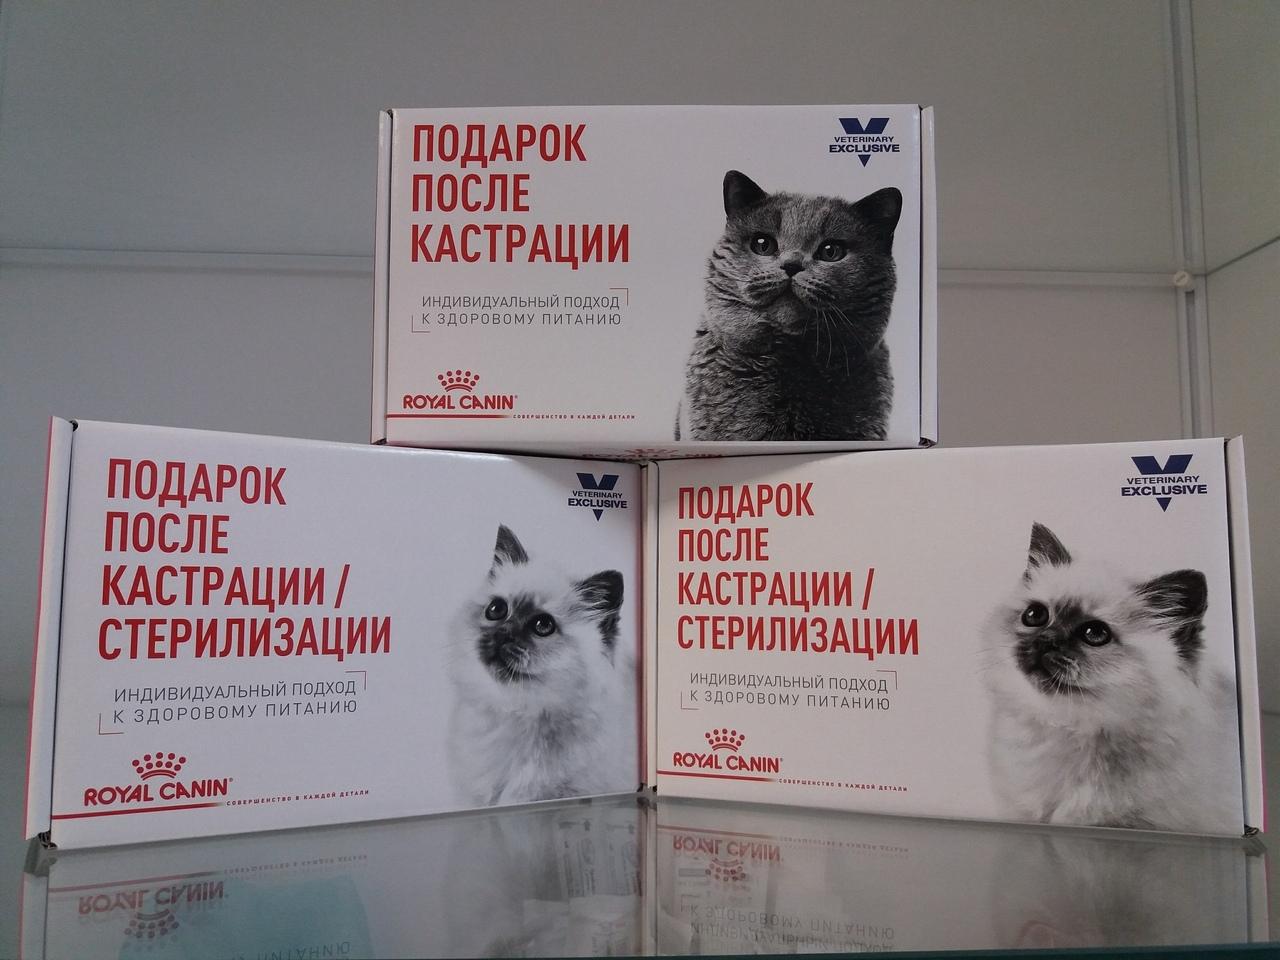 ПОДАРОК
ПОСЛЕ
КАСТРАЦИИ
VETERINARY
EXCLUSIVE
ИНДИВИДУАЛЬНЫЙ ПОДХОД
К ЗДОРОВОМУ ПИТАНИЮ
ROYAL CANIN®
СОВЕРШЕНСТВО В КАЖДОЙ ДЕТАЛИ
ROYAL CANIN
ПОДАРОК
ПОСЛЕ
КАСТРАЦИИ /
СТЕРИЛИЗАЦИИ
VETERINARY
EXCLUSIVE
ИНДИВИДУАЛЬНЫЙ ПОДХОД
К ЗДОРОВОМУ ПИТАНИЮ
ROYAL CANIN®
СОВЕРШЕНСТВО В КАЖДОЙ ДЕТАЛИ
ПОДАРОК
ПОСЛЕ
КАСТРАЦИИ /
СТЕРИЛИЗАЦИИ
VETERINARY
EXCLUSIVE
ИНДИВИДУАЛЬНЫЙ ПОДХОД
К ЗДОРОВОМУ ПИТАНИЮ
ROYAL CANIN®
СОВЕРШЕНСТВО В КАЖДОЙ ДЕТАЛИ